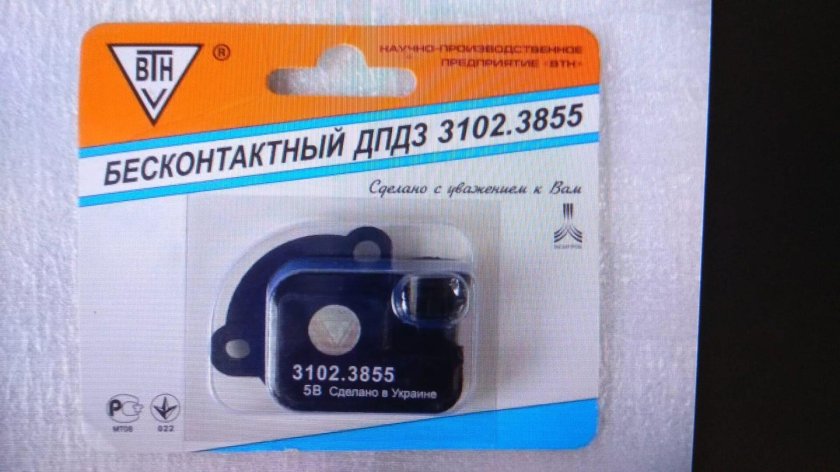 ВТН
®
НАУЧНО-ПРОИЗВОДСТВЕННОЕ
ПРЕДПРИЯТИЕ «ВТН»
БЕСКОНТАКТНЫЙ ДПДЗ 3102.3855
Сделано с уважением к Вам
3102.3855
5В Сделано в Украине
МТ08
022